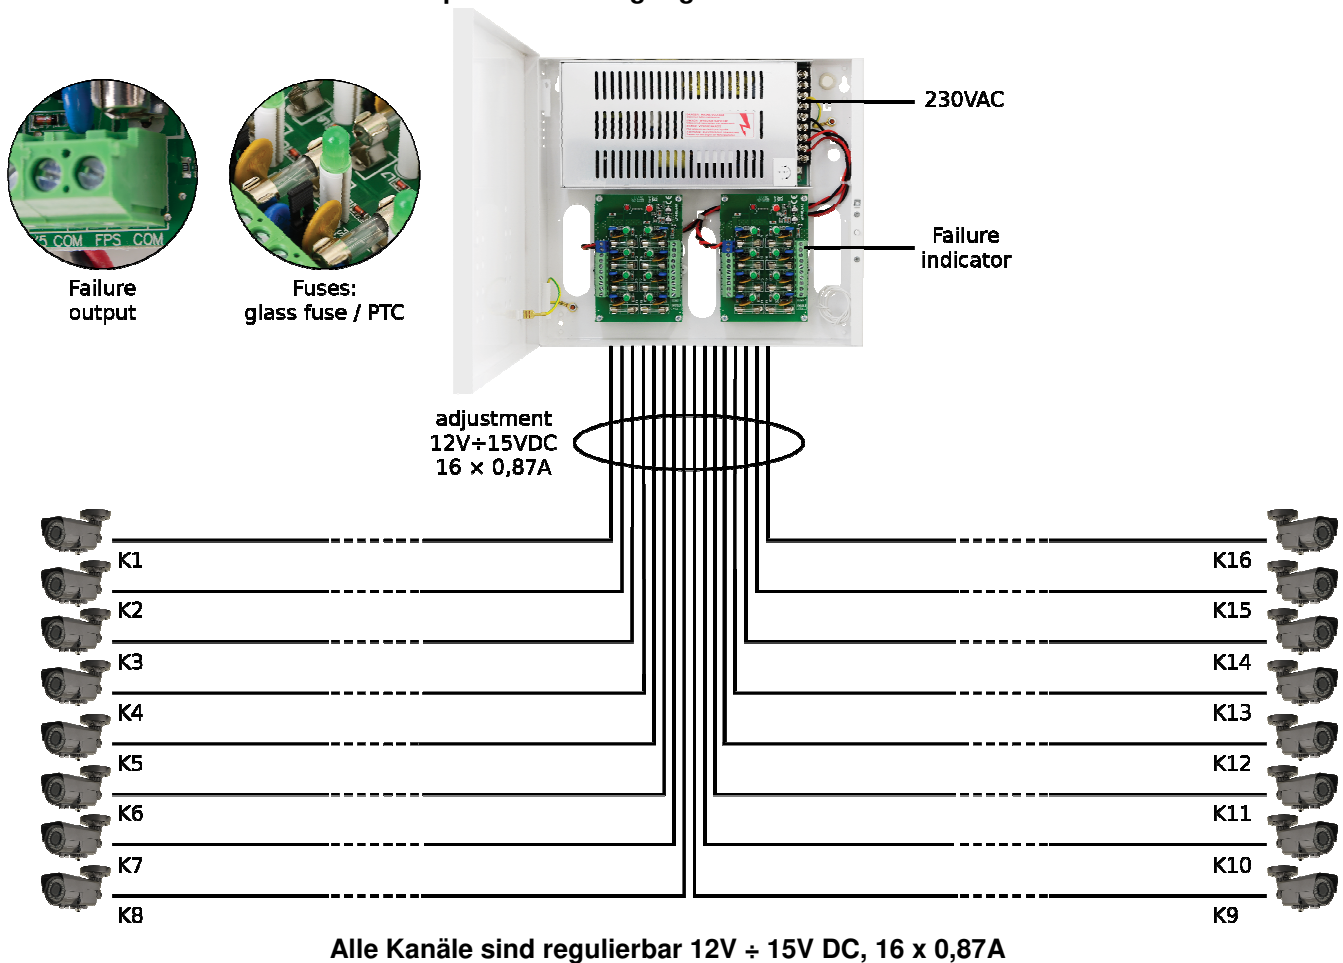 230VAC
Failure
indicator
COM FPS COM
Failure
output
Fuses:
glass fuse / PTC
adjustment
12V÷15VDC
16 × 0,87A
K1
K16
K2
K15
K3
K14
K4
K13
K5
K12
K6
K11
K7
K10
K8
K9
Alle Kanäle sind regulierbar 12V ÷ 15V DC, 16 x 0,87A